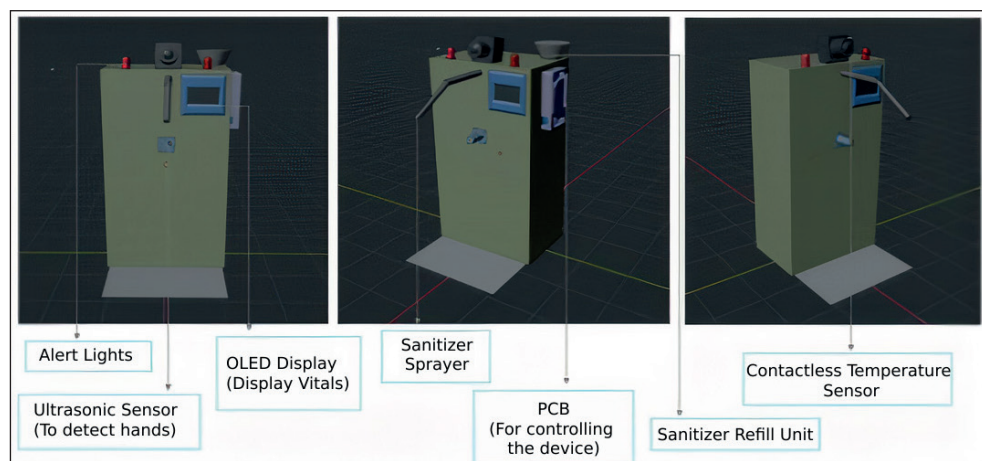 Alert Lights
Ultrasonic Sensor
(To detect hands)
OLED Display
(Display Vitals)
Sanitizer
Sprayer
PCB
(For controlling
the device)
Sanitizer Refill Unit
Contactless Temperature
Sensor